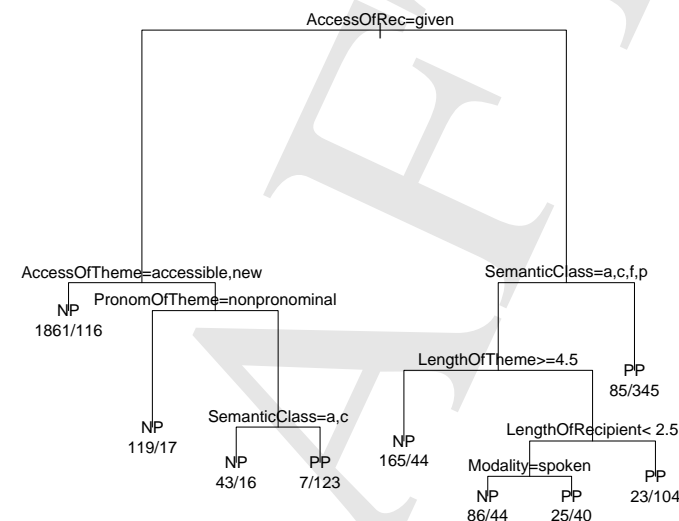 AccessOfRec=given
AccessOfTheme=accessible,new
SemanticClass=a,c,f,p
NP
1861/116
PronomOfTheme=nonpronominal
LengthOfTheme>=4.5
PP
85/345
NP
119/17
SemanticClass=a,c
NP
43/16
PP
7/123
NP
165/44
LengthOfRecipient< 2.5
Modality=spoken
PP
23/104
NP
86/44
PP
25/40